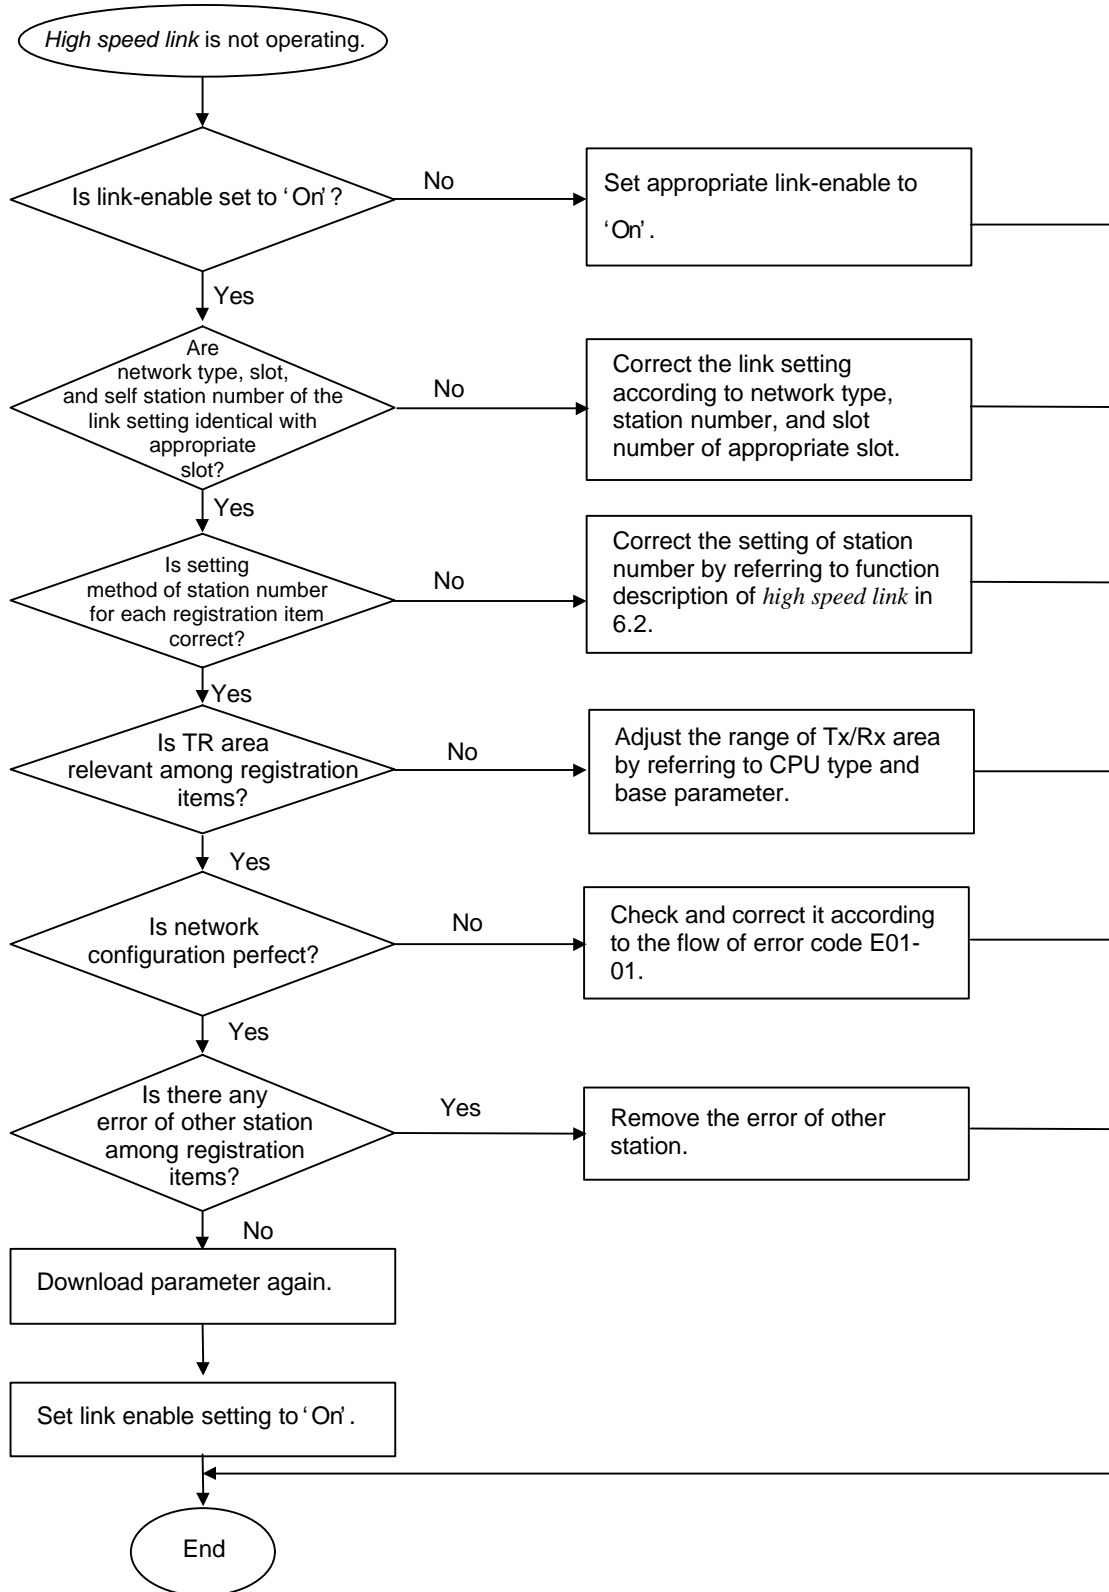 High speed link is not operating.
Is link-enable set to ‘On’?
No
Set appropriate link-enable to
‘On’.
Yes
Are
network type, slot,
and self station number of the
link setting identical with
appropriate
slot?
No
Correct the link setting
according to network type,
station number, and slot
number of appropriate slot.
Yes
Is setting
method of station number
for each registration item
correct?
No
Correct the setting of station
number by referring to function
description of high speed link in
6.2.
Yes
Is TR area
relevant among registration
items?
No
Adjust the range of Tx/Rx area
by referring to CPU type and
base parameter.
Yes
Is network
configuration perfect?
No
Check and correct it according
to the flow of error code E01-
01.
Yes
Is there any
error of other station
among registration
items?
Yes
Remove the error of other
station.
No
Download parameter again.
Set link enable setting to ‘On’.
End